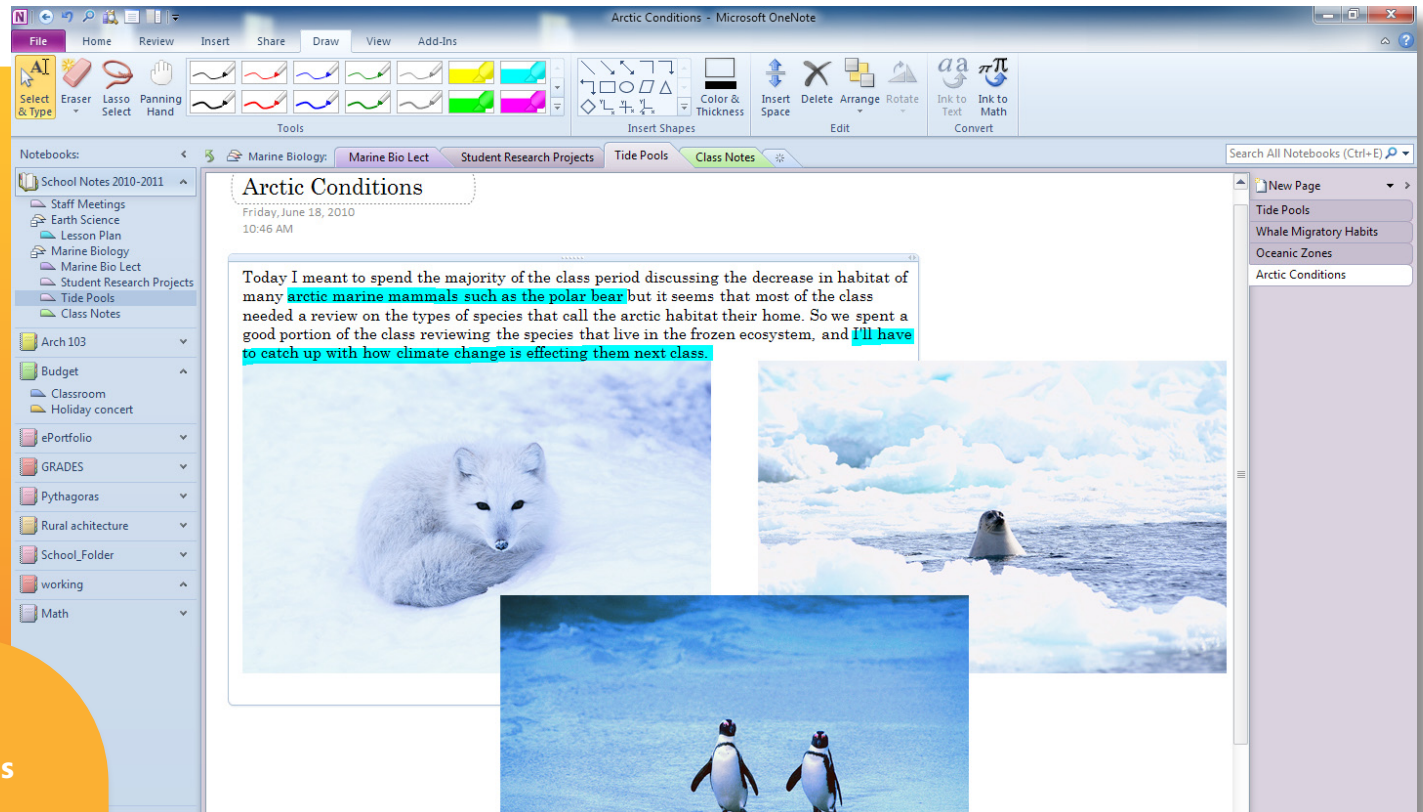 Arctic Conditions - Microsoft OneNote
File Home Review Insert Share Draw View Add-Ins
Select & Type
Eraser
Lasso Select
Panning Hand
Color & Thickness
Insert Space
Delete
Arrange
Rotate
Ink to Text
Ink to Math
Tools
Insert Shapes
Edit
Convert
Notebooks:
School Notes 2010-2011
Staff Meetings
Earth Science
Lesson Plan
Marine Biology
Marine Bio Lect
Student Research Projects
Tide Pools
Class Notes
Arch 103
Budget
Classroom
Holiday concert
ePortfolio
GRADES
Pythagoras
Rural achitecture
School_Folder
working
Math
Marine Biology: Marine Bio Lect Student Research Projects Tide Pools Class Notes
Search All Notebooks (Ctrl+E)
Arctic Conditions
Friday, June 18, 2010
10:46 AM
Today I meant to spend the majority of the class period discussing the decrease in habitat of
many arctic marine mammals such as the polar bear but it seems that most of the class
needed a review on the types of species that call the arctic habitat their home. So we spent a
good portion of the class reviewing the species that live in the frozen ecosystem, and I'll have
to catch up with how climate change is effecting them next class.
New Page
Tide Pools
Whale Migratory Habits
Oceanic Zones
Arctic Conditions